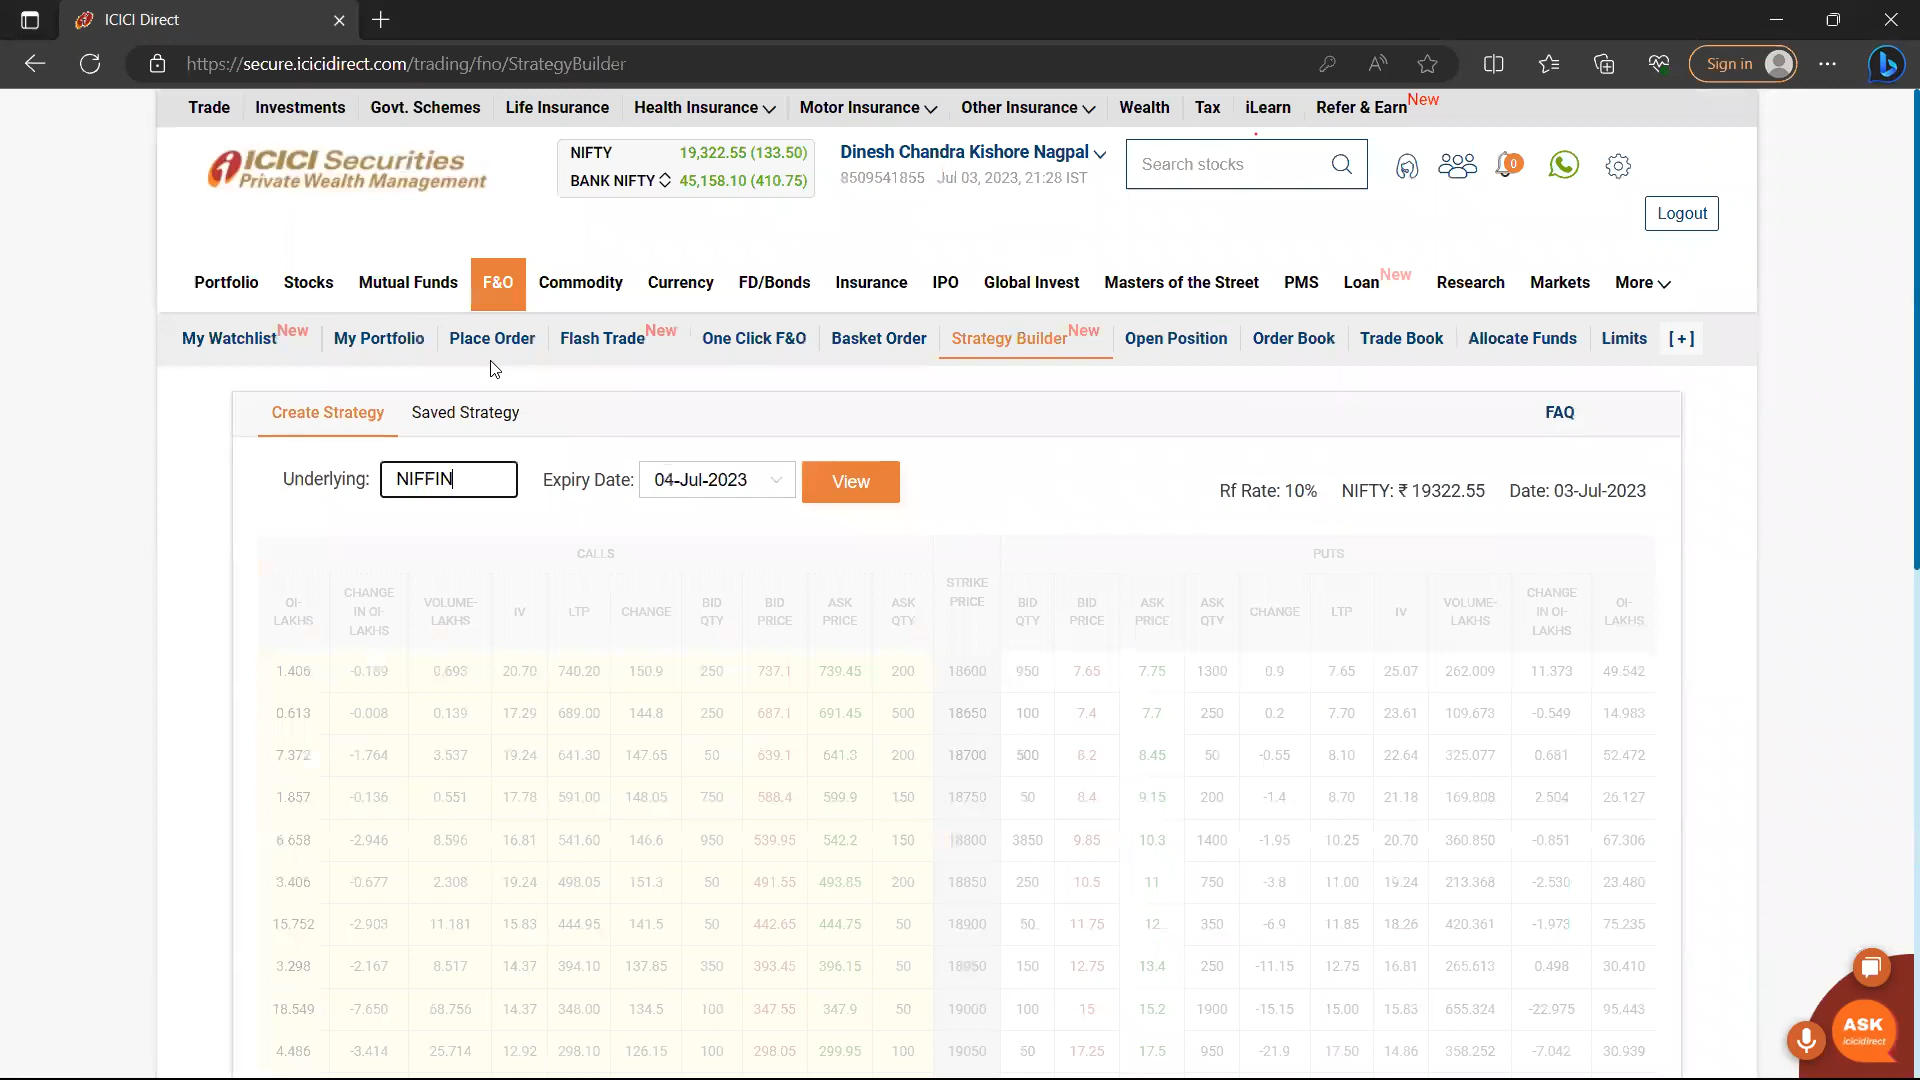 ICICI Direct
https://secure.icicidirect.com/trading/fno/StrategyBuilder
Sign in
Trade Investments Govt. Schemes Life Insurance Health Insurance Motor Insurance Other Insurance Wealth Tax iLearn Refer & Earn New
ICICI Securities
Private Wealth Management
NIFTY 19,322.55 (133.50)
BANK NIFTY 45,158.10 (410.75)
Dinesh Chandra Kishore Nagpal
8509541855 Jul 03, 2023, 21:28 IST
Search stocks
0
Logout
Portfolio Stocks Mutual Funds F&O Commodity Currency FD/Bonds Insurance IPO Global Invest Masters of the Street PMS Loan New Research Markets More
My Watchlist New My Portfolio Place Order Flash Trade New One Click F&O Basket Order Strategy Builder New Open Position Order Book Trade Book Allocate Funds Limits [+]
Create Strategy Saved Strategy FAQ
Underlying: NIFFIN Expiry Date: 04-Jul-2023 View
Rf Rate: 10% NIFTY: ₹ 19322.55 Date: 03-Jul-2023
CALLS PUTS
OI-LAKHS CHANGE IN OI-LAKHS VOLUME-LAKHS IV LTP CHANGE BID QTY BID PRICE ASK PRICE ASK QTY STRIKE PRICE BID QTY BID PRICE ASK PRICE ASK QTY CHANGE LTP IV VOLUME-LAKHS CHANGE IN OI-LAKHS OI-LAKHS
1.406 -0.189 0.693 20.70 740.20 150.9 250 737.1 739.45 200 18600 950 7.65 7.75 1300 0.9 7.65 25.07 262.009 11.373 49.542
0.613 -0.008 0.139 17.29 689.00 144.8 250 687.1 691.45 500 18650 100 7.4 7.7 250 0.2 7.70 23.61 109.673 -0.549 14.983
7.372 -1.764 3.537 19.24 641.30 147.65 50 639.1 641.3 200 18700 500 8.2 8.45 50 -0.55 8.10 22.64 325.077 0.681 52.472
1.857 -0.136 0.551 17.78 591.00 148.05 750 588.4 599.9 150 18750 50 8.4 9.15 200 -1.4 8.70 21.18 169.808 2.504 26.127
6.658 -2.946 8.596 16.81 541.60 146.6 950 539.95 542.2 150 18800 3850 9.85 10.3 1400 -1.95 10.25 20.70 360.850 -0.851 67.306
3.406 -0.677 2.308 19.24 498.05 151.3 50 491.55 493.85 200 18850 250 10.5 11 750 -3.8 11.00 19.24 213.368 -2.530 23.480
15.752 -2.903 11.181 15.83 444.95 141.5 50 442.65 444.75 50 18900 50 11.75 12 350 -6.9 11.85 18.26 420.361 -1.973 75.235
3.298 -2.167 8.517 14.37 394.10 137.85 350 393.45 396.15 50 18950 150 12.75 13.4 250 -11.15 12.75 16.81 265.613 0.498 30.410
18.549 -7.650 68.756 14.37 348.00 134.5 100 347.55 347.9 50 19000 100 15 15.2 1900 -15.15 15.00 15.83 655.324 -22.975 95.443
4.486 -3.414 25.714 12.92 298.10 126.15 100 298.05 299.95 100 19050 50 17.25 17.5 950 -21.9 17.50 14.86 358.252 -7.042 30.939
ASK
icicidirect